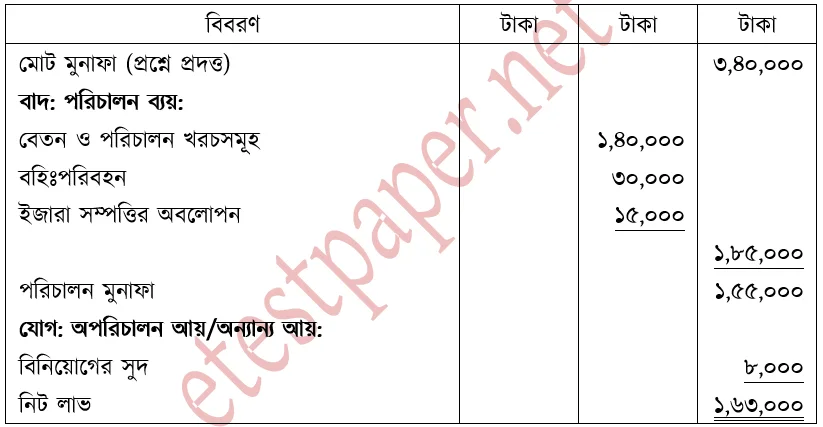 বিবরণ টাকা টাকা টাকা
মোট মুনাফা (প্রশ্নে প্রদত্ত) ৩,৪০,০০০
বাদ: পরিচালন ব্যয়:
বেতন ও পরিচালন খরচসমূহ ১,৪০,০০০
বহিঃপরিবহন ৩০,০০০
ইজারা সম্পত্তির অবলোপন ১৫,০০০
১,৮৫,০০০
পরিচালন মুনাফা ১,৫৫,০০০
যোগ: অপরিচালন আয়/অন্যান্য আয়:
বিনিয়োগের সুদ ৮,০০০
নিট লাভ ১,৬৩,০০০
etestpaper.net